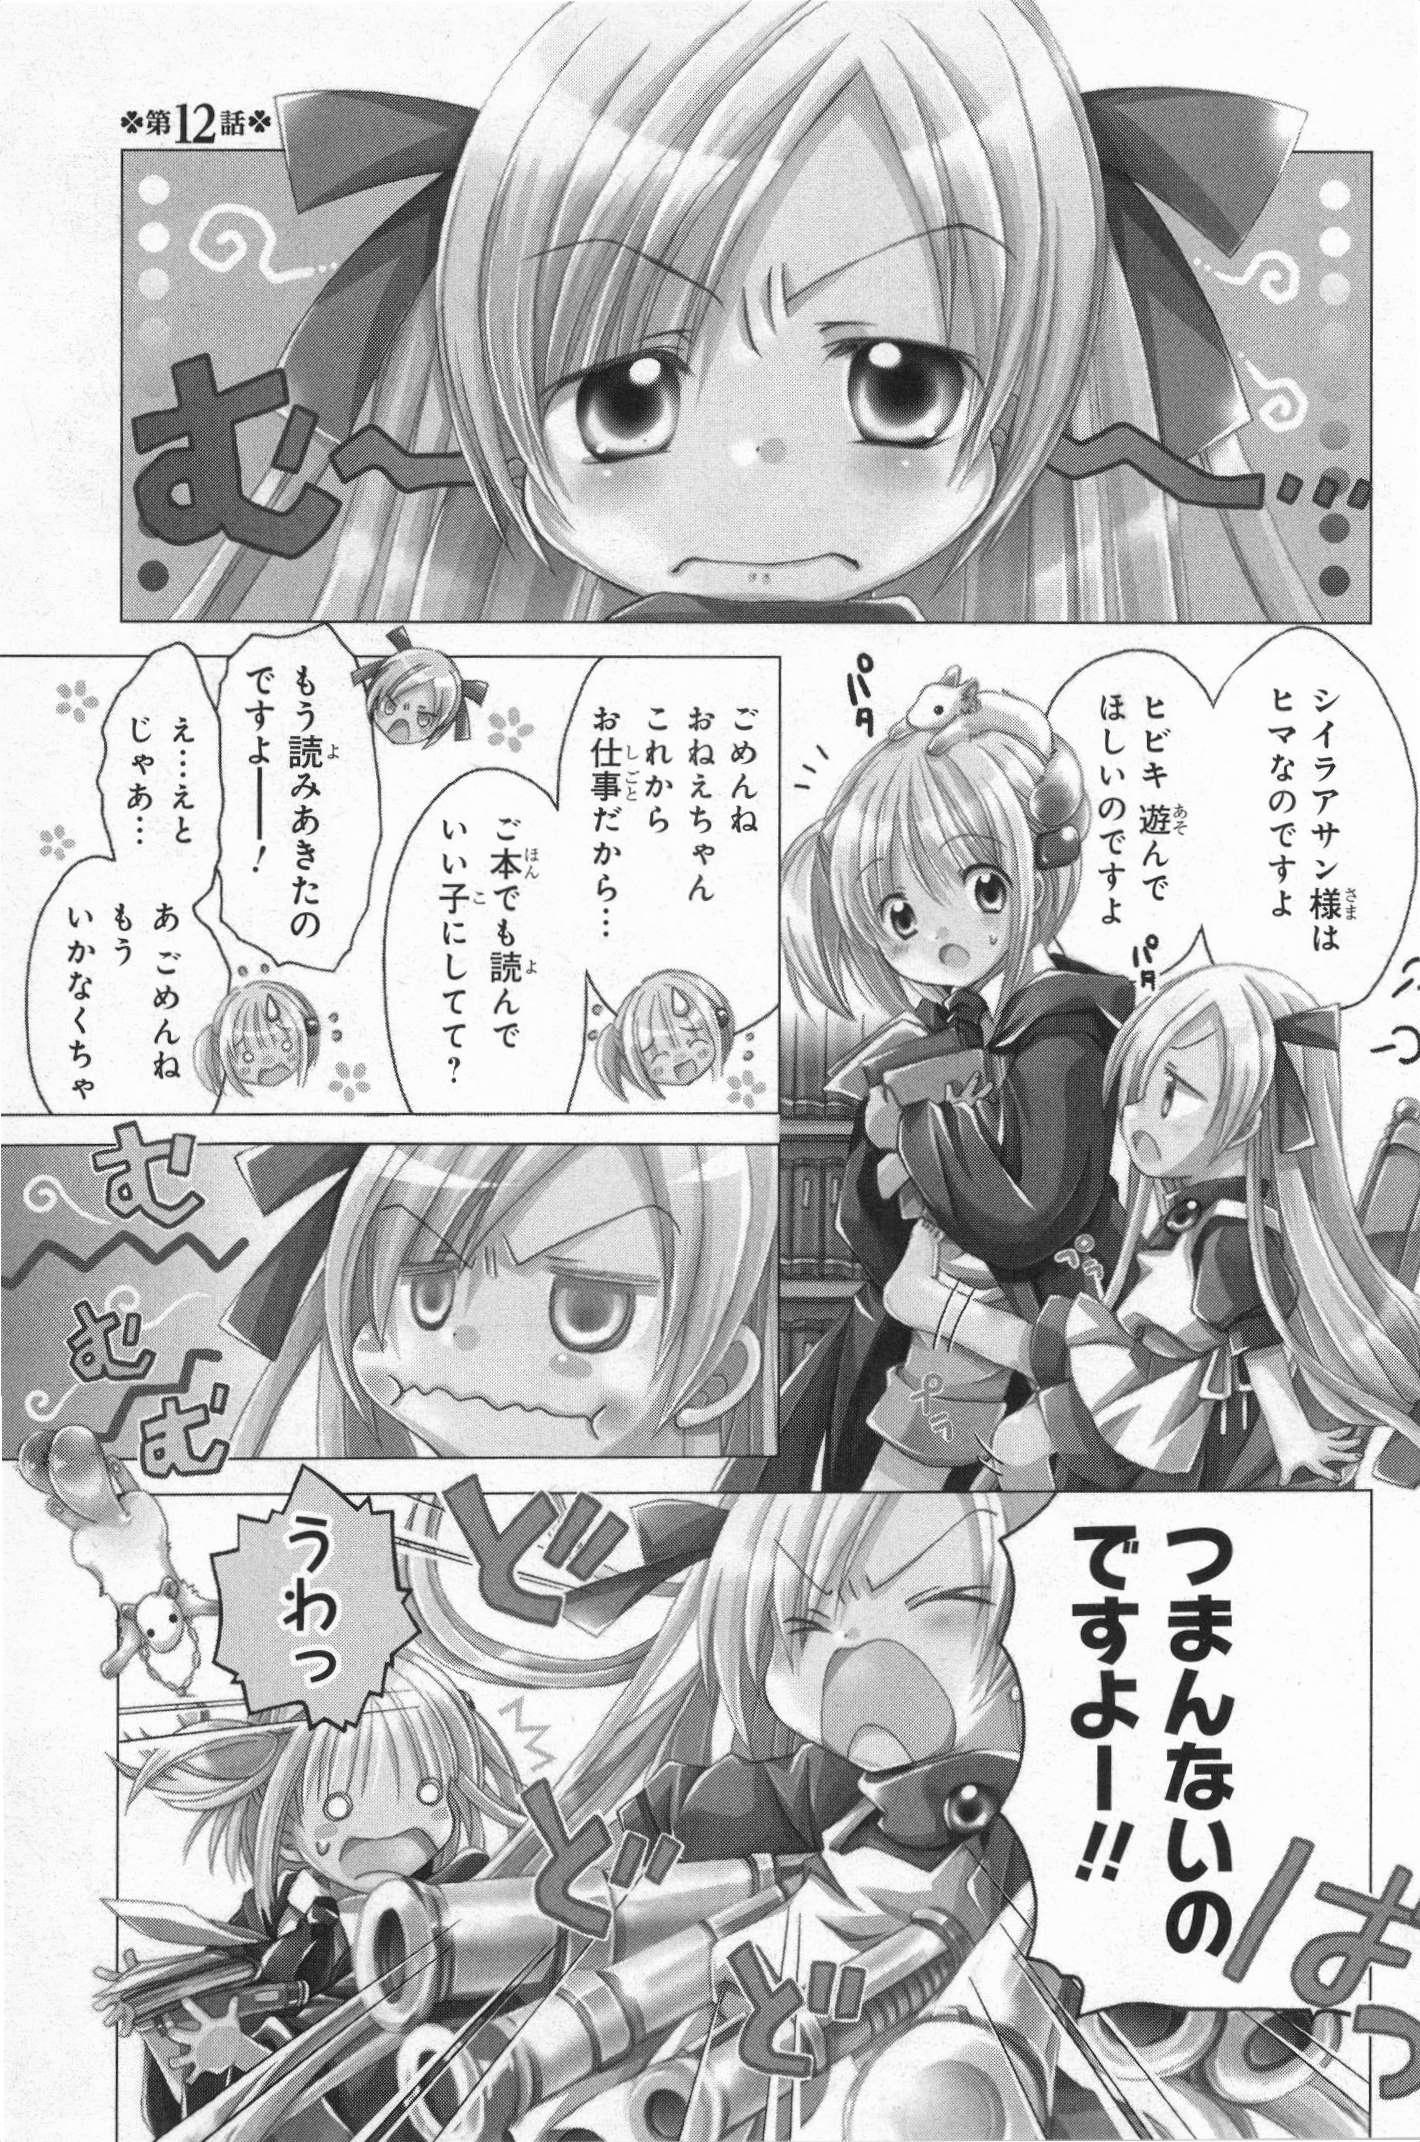 第12話
む〜〜…
シイラアサン様は
ヒマなのですよ
ヒビキ 遊んで
ほしいのですよ
パタ
パタ
ペラ
ペラ
ごめんね
おねえちゃん
これから
お仕事だから…
ご本でも読んで
いい子にしてて?
もう読みあきたの
ですよ――!
え…えと
じゃあ…
あ ごめんね
もう
いかなくちゃ
む
む
む
つまんないの
ですよー!!
ばっ
うわっ
ど
ど
ど